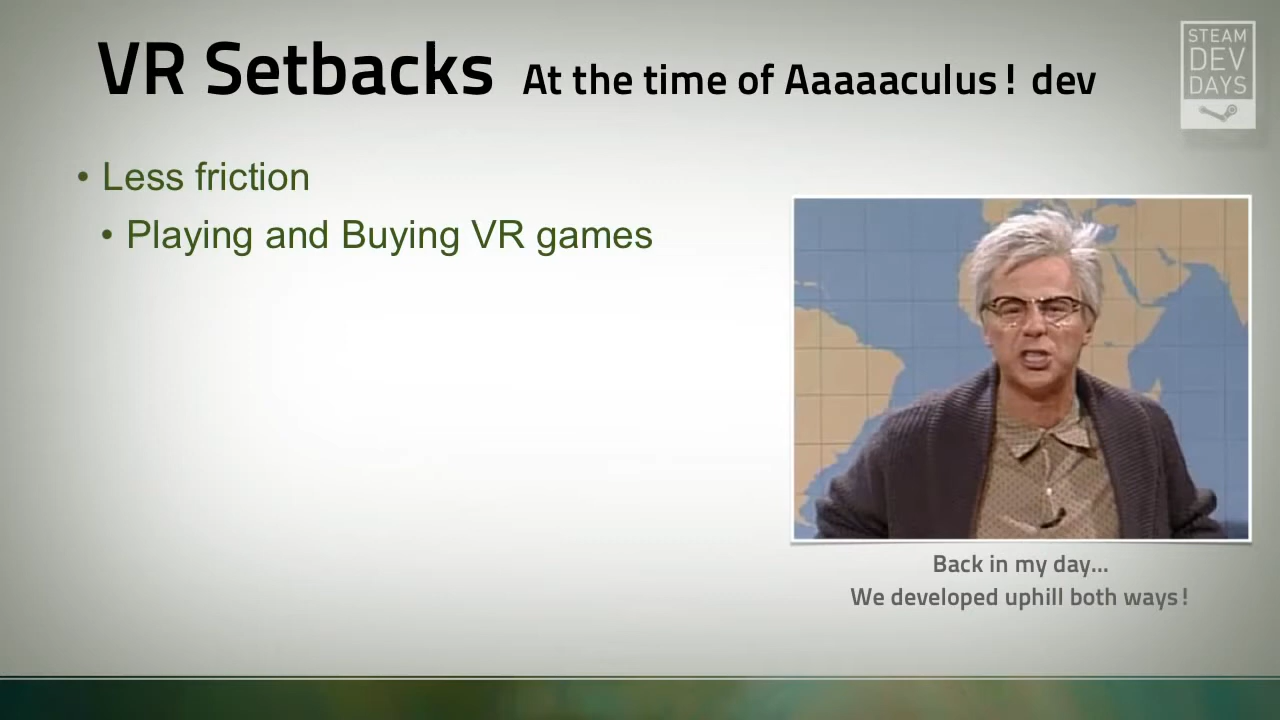 VR Setbacks At the time of Aaaaaculus! dev
STEAM
DEV
DAYS
• Less friction
• Playing and Buying VR games
Back in my day...
We developed uphill both ways!